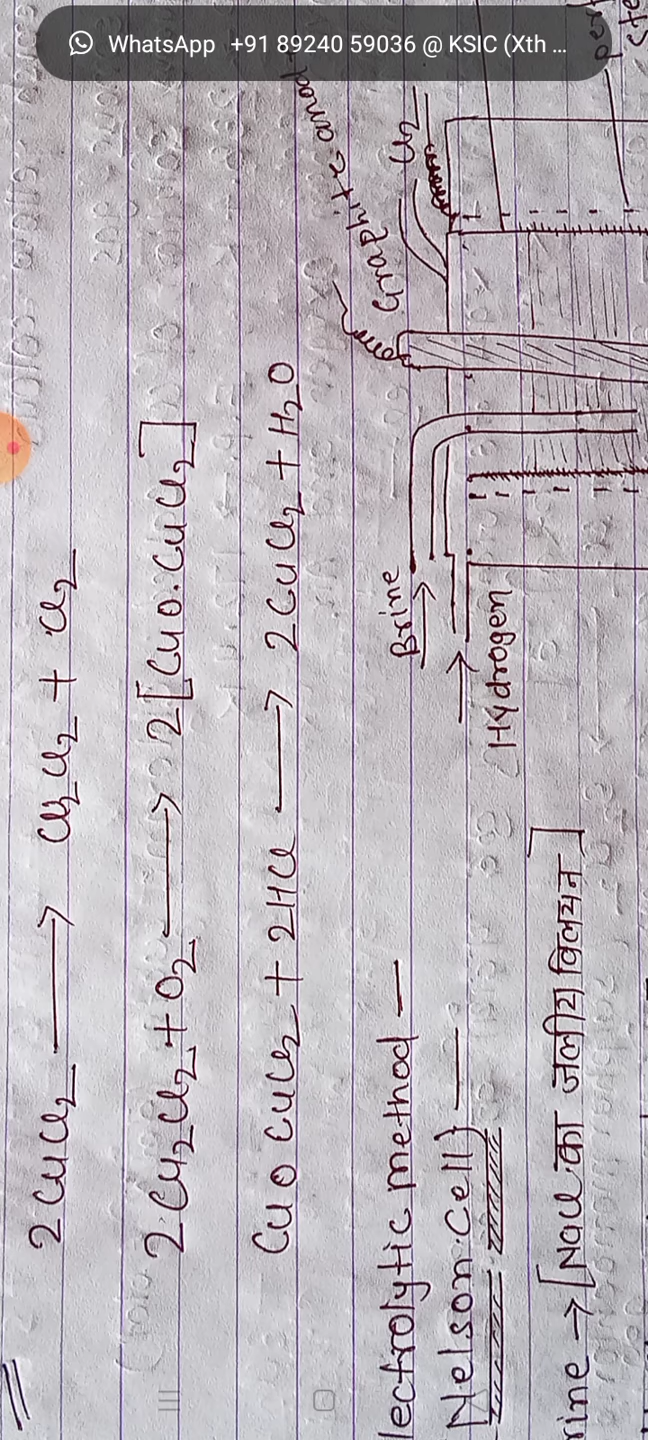 WhatsApp +91 89240 59036 @ KSIC (Xth ...
2CuCl₂ ⟶ Cu₂Cl₂ + Cl₂
2Cu₂Cl₂ + O₂ ⟶ 2[CuO.CuCl₂]
CuO CuCl₂ + 2HCl ⟶ 2CuCl₂ + H₂O
lectrolytic method —
[Nelson cell} —
rine → [NaCl का जलीय विलयन]
Brine
Hydrogen
Graphite anod
Cl₂